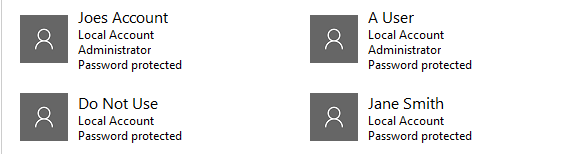 Joes Account
Local Account
Administrator
Password protected
A User
Local Account
Administrator
Password protected
Do Not Use
Local Account
Password protected
Jane Smith
Local Account
Password protected